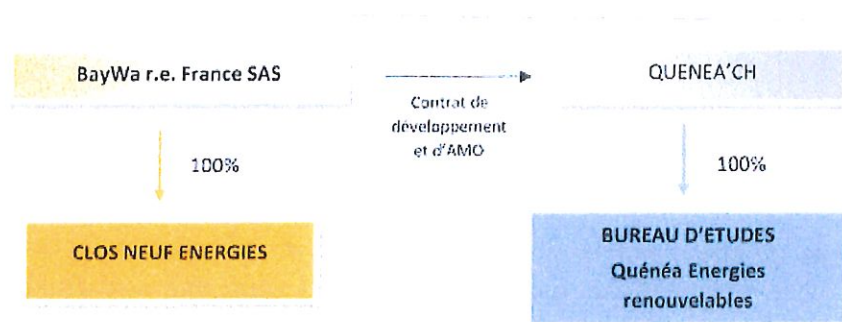 BayWa r.e. France SAS
QUENEA'CH
Contrat de
développement
et d'AMO
100%
100%
CLOS NEUF ENERGIES
BUREAU D'ETUDES
Quénéa Energies
renouvelables